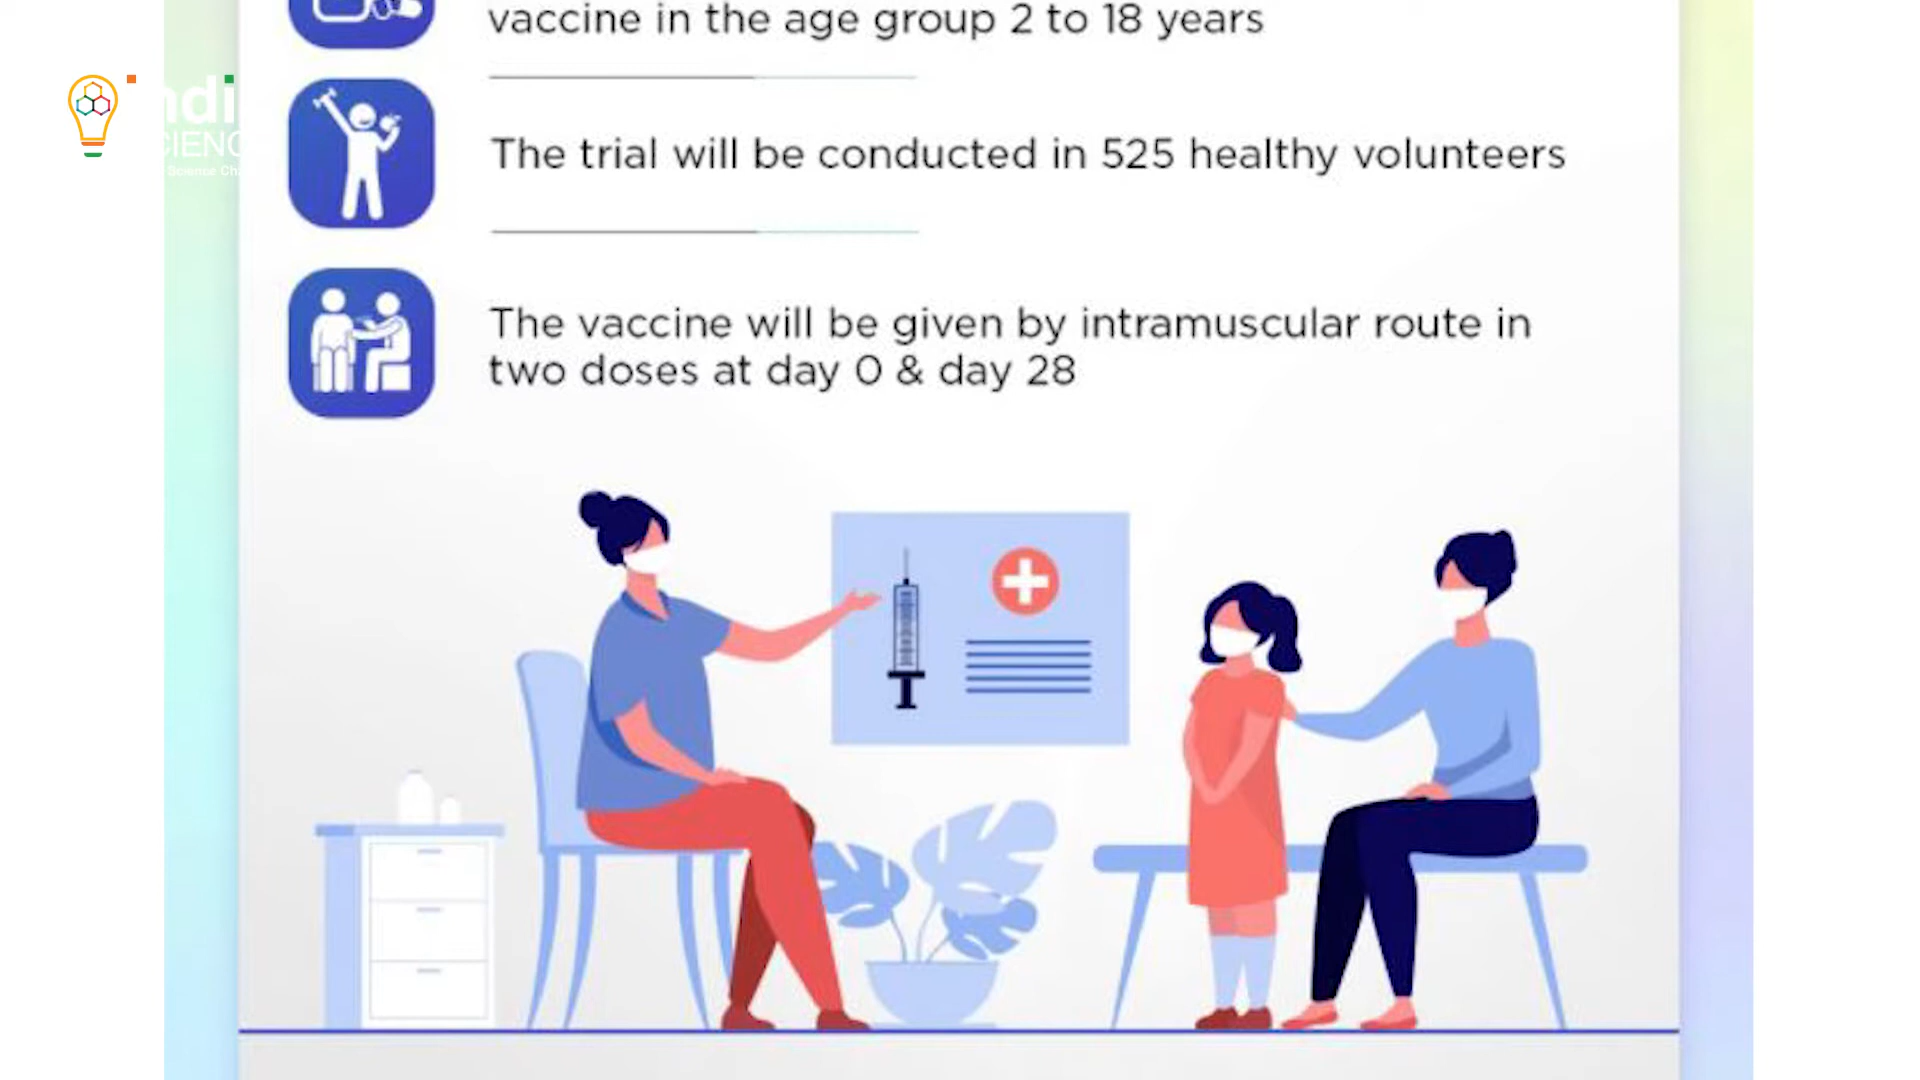 vaccine in the age group 2 to 18 years
The trial will be conducted in 525 healthy volunteers
The vaccine will be given by intramuscular route in
two doses at day 0 & day 28